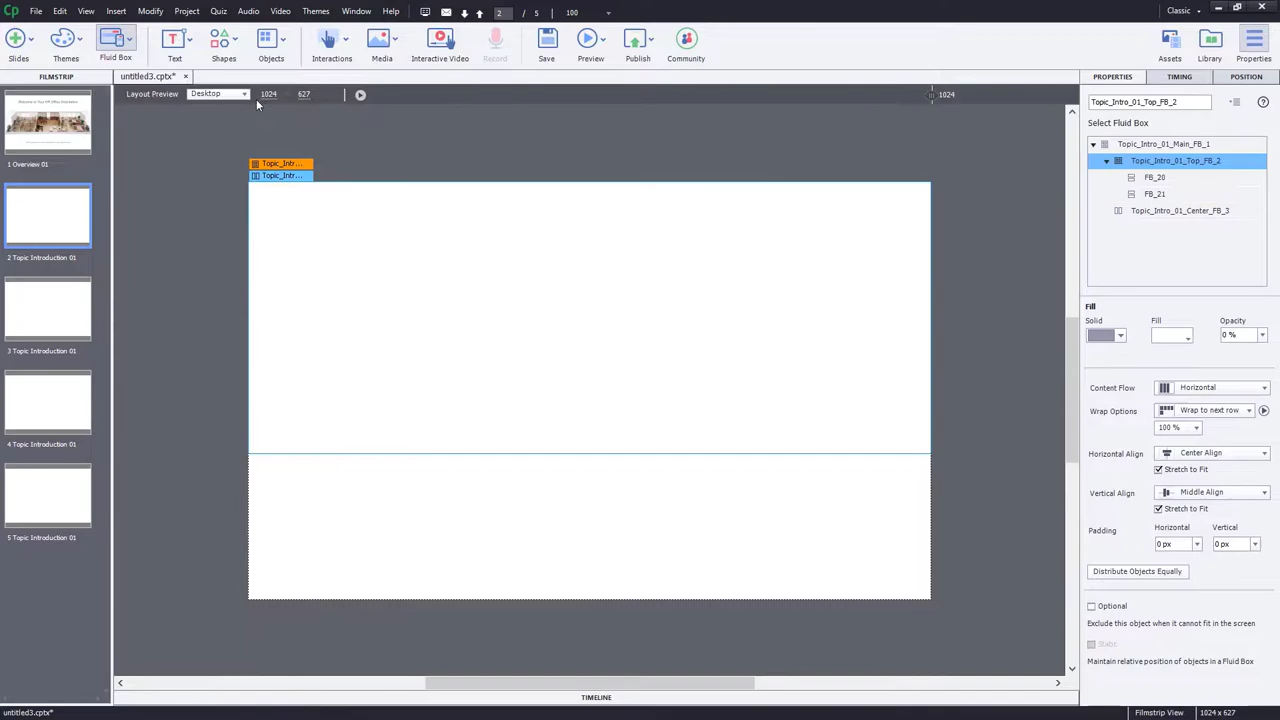 Cp File Edit View Insert Modify Project Quiz Audio Video Themes Window Help 2 / 5 100 Classic
Slides Themes Fluid Box Text Shapes Objects Interactions Media Interactive Video Record Save Preview Publish Community Assets Library Properties
FILMSTRIP untitled3.cptx* × PROPERTIES TIMING POSITION
Layout Preview Desktop 1024 627 1024
Topic_Intro_01_Top_FB_2
Select Fluid Box
Topic_Intro_01_Main_FB_1
Topic_Intro_01_Top_FB_2
FB_20
FB_21
Topic_Intro_01_Center_FB_3
Topic_Intr...
Topic_Intr...
1 Overview 01
2 Topic Introduction 01
3 Topic Introduction 01
4 Topic Introduction 01
5 Topic Introduction 01
Fill
Solid Fill Opacity
0 %
Content Flow Horizontal
Wrap Options Wrap to next row
100 %
Horizontal Align Center Align
Stretch to Fit
Vertical Align Middle Align
Stretch to Fit
Padding Horizontal Vertical
0 px 0 px
Distribute Objects Equally
Optional
Exclude this object when it cannot fit in the screen
Static
Maintain relative position of objects in a Fluid Box
TIMELINE
untitled3.cptx* Filmstrip View 1024 x 627